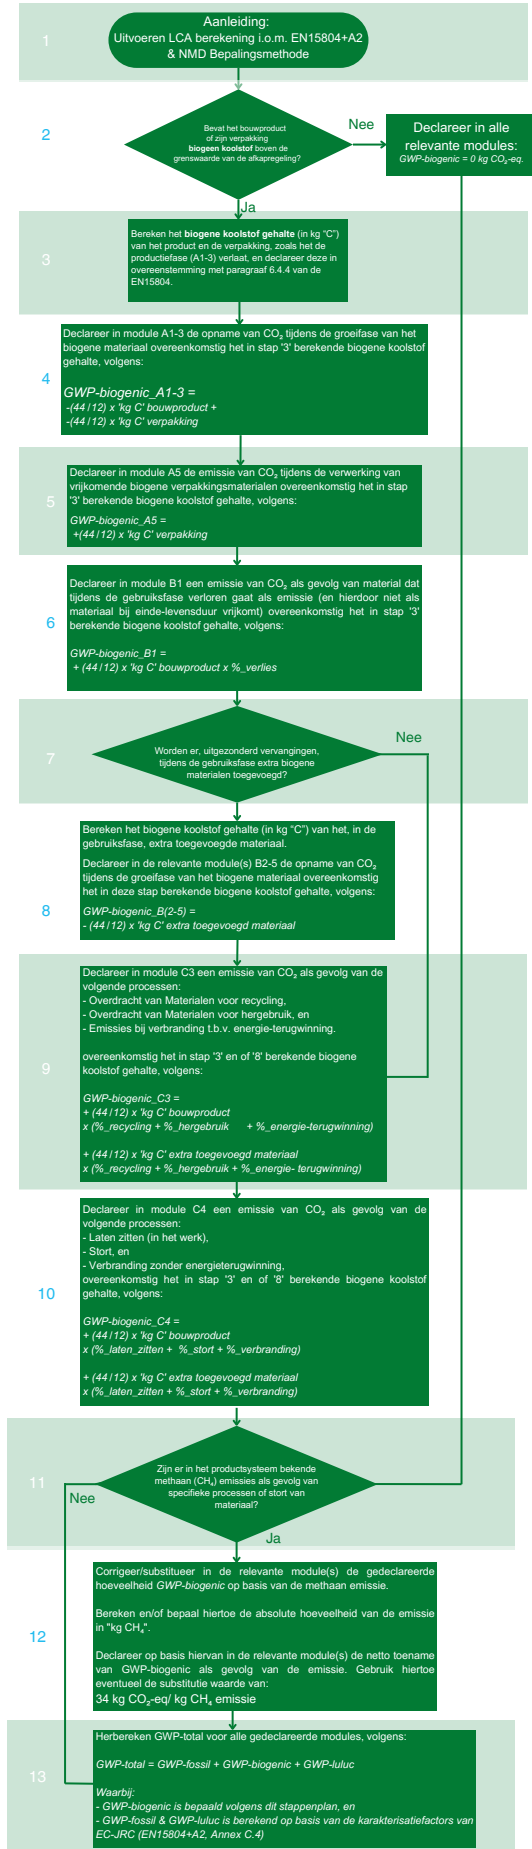 1
Aanleiding:
Uitvoeren LCA berekening i.o.m. EN15804+A2
& NMD Bepalingsmethode
2
Bevat het bouwproduct
of zijn verpakking
biogeen koolstof boven de
grenswaarde van de afkapregeling?
Nee
Declareer in alle
relevante modules:
GWP-biogenic = 0 kg CO₂-eq.
Ja
3
Bereken het biogene koolstof gehalte (in kg “C”)
van het product en de verpakking, zoals het de
productiefase (A1-3) verlaat, en declareer deze in
overeenstemming met paragraaf 6.4.4 van de
EN15804.
4
Declareer in module A1-3 de opname van CO₂ tijdens de groeifase van het
biogene materiaal overeenkomstig het in stap '3' berekende biogene koolstof
gehalte, volgens:
GWP-biogenic_A1-3 =
-(44/12) x 'kg C' bouwproduct +
-(44/12) x 'kg C' verpakking
5
Declareer in module A5 de emissie van CO₂ tijdens de verwerking van
vrijkomende biogene verpakkingsmaterialen overeenkomstig het in stap
'3' berekende biogene koolstof gehalte, volgens:
GWP-biogenic_A5 =
+(44/12) x 'kg C' verpakking
6
Declareer in module B1 een emissie van CO₂ als gevolg van material dat
tijdens de gebruiksfase verloren gaat als emissie (en hierdoor niet als
materiaal bij einde-levensduur vrijkomt) overeenkomstig het in stap '3'
berekende biogene koolstof gehalte, volgens:
GWP-biogenic_B1 =
+ (44/12) x 'kg C' bouwproduct x %_verlies
7
Worden er, uitgezonderd vervangingen,
tijdens de gebruiksfase extra biogene
materialen toegevoegd?
Nee
8
Bereken het biogene koolstof gehalte (in kg “C”) van het, in de
gebruiksfase, extra toegevoegde materiaal.
Declareer in de relevante module(s) B2-5 de opname van CO₂
tijdens de groeifase van het biogene materiaal overeenkomstig
het in deze stap berekende biogene koolstof gehalte, volgens:
GWP-biogenic_B(2-5) =
- (44/12) x 'kg C' extra toegevoegd materiaal
9
Declareer in module C3 een emissie van CO₂ als gevolg van de
volgende processen:
- Overdracht van Materialen voor recycling,
- Overdracht van Materialen voor hergebruik, en
- Emissies bij verbranding t.b.v. energie-terugwinning.
overeenkomstig het in stap '3' en of '8' berekende biogene
koolstof gehalte, volgens:
GWP-biogenic_C3 =
+ (44/12) x 'kg C' bouwproduct
x (%_recycling + %_hergebruik + %_energie-terugwinning)
+ (44/12) x 'kg C' extra toegevoegd materiaal
x (%_recycling + %_hergebruik + %_energie- terugwinning)
10
Declareer in module C4 een emissie van CO₂ als gevolg van de
volgende processen:
- Laten zitten (in het werk),
- Stort, en
- Verbranding zonder energieterugwinning,
overeenkomstig het in stap '3' en of '8' berekende biogene koolstof
gehalte, volgens:
GWP-biogenic_C4 =
+ (44/12) x 'kg C' bouwproduct
x (%_laten_zitten + %_stort + %_verbranding)
+ (44/12) x 'kg C' extra toegevoegd materiaal
x (%_laten_zitten + %_stort + %_verbranding)
11
Zijn er in het productsysteem bekende
methaan (CH₄) emissies als gevolg van
specifieke processen of stort van
materiaal?
Nee
Ja
12
Corrigeer/substitueer in de relevante module(s) de gedeclareerde
hoeveelheid GWP-biogenic op basis van de methaan emissie.
Bereken en/of bepaal hiertoe de absolute hoeveelheid van de emissie
in "kg CH₄".
Declareer op basis hiervan in de relevante module(s) de netto toename
van GWP-biogenic als gevolg van de emissie. Gebruik hiertoe
eventueel de substitutie waarde van:
34 kg CO₂-eq/ kg CH₄ emissie
13
Herbereken GWP-total voor alle gedeclareerde modules, volgens:
GWP-total = GWP-fossil + GWP-biogenic + GWP-luluc
Waarbij:
- GWP-biogenic is bepaald volgens dit stappenplan, en
- GWP-fossil & GWP-luluc is berekend op basis van de karakterisatiefactors van
EC-JRC (EN15804+A2, Annex C.4)